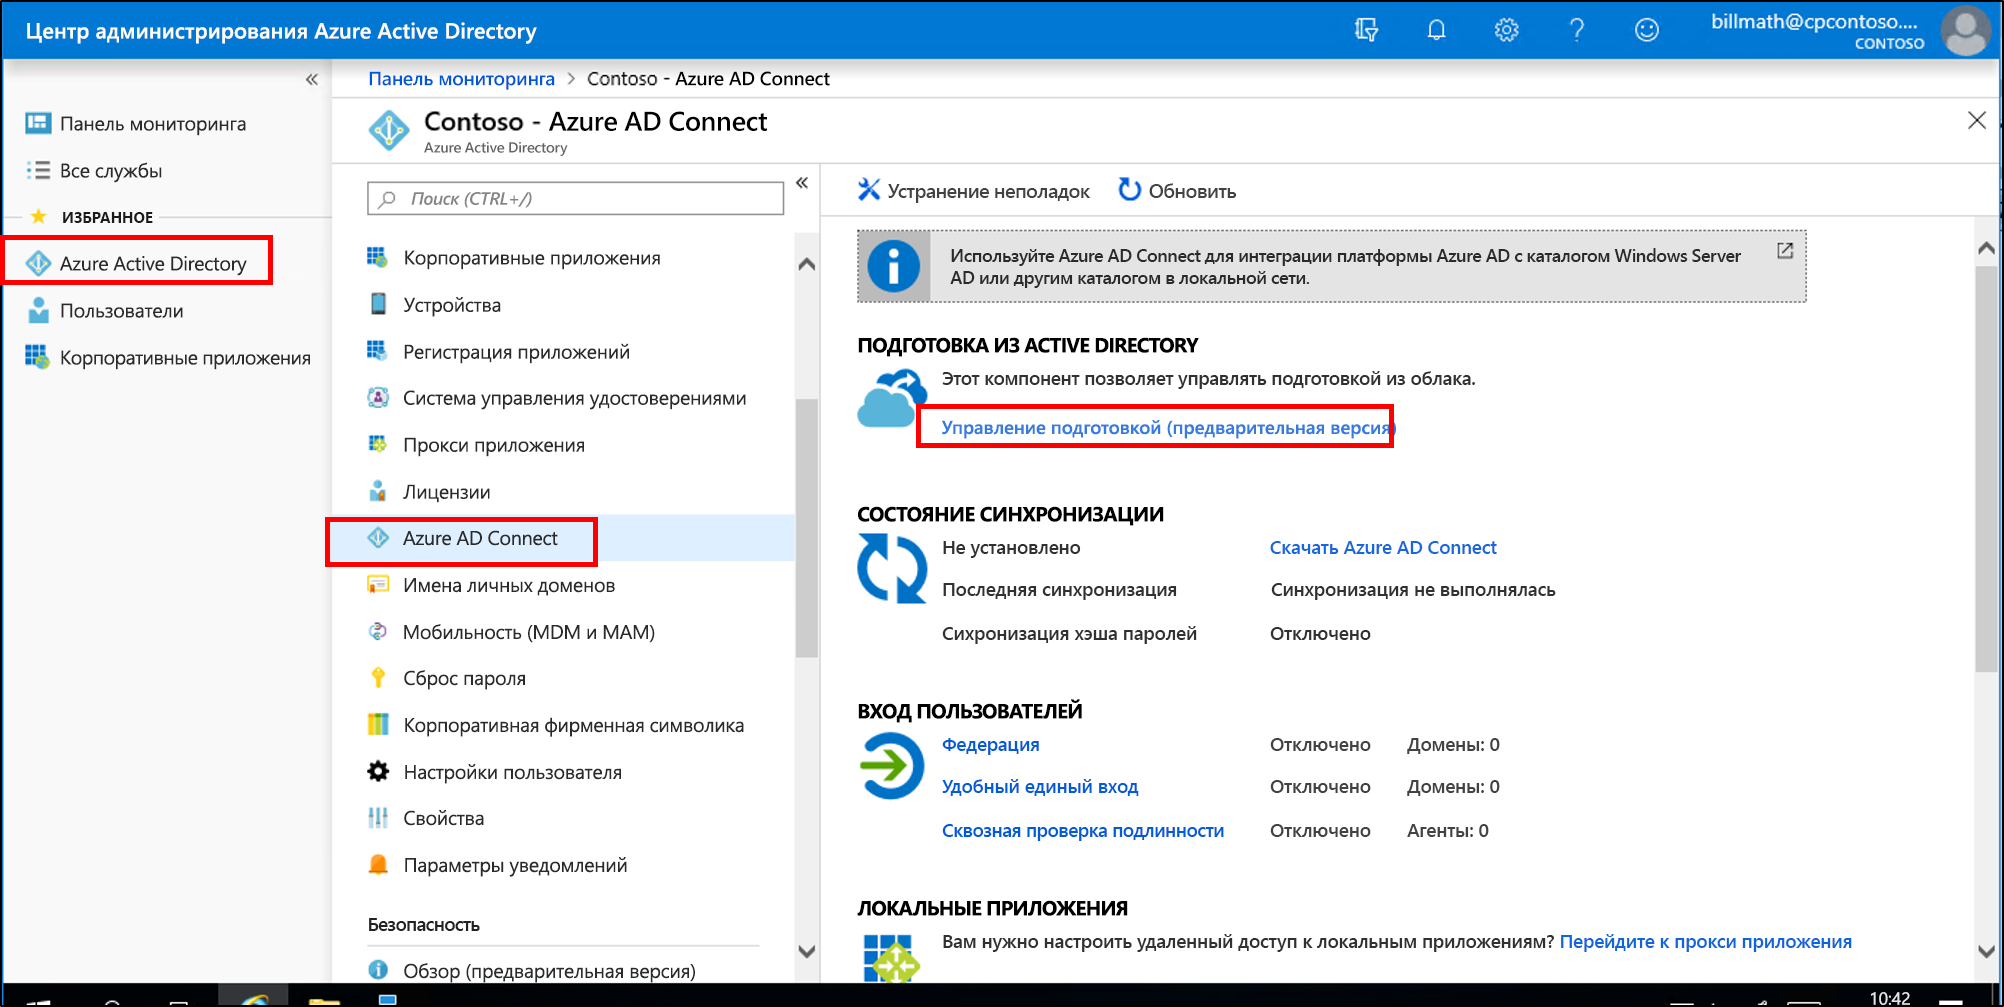 Центр администрирования Azure Active Directory
billmath@cpcontoso....
CONTOSO
Панель мониторинга > Contoso - Azure AD Connect
Панель мониторинга
Все службы
ИЗБРАННОЕ
Azure Active Directory
Пользователи
Корпоративные приложения
Contoso - Azure AD Connect
Azure Active Directory
Поиск (CTRL+/)
Корпоративные приложения
Устройства
Регистрация приложений
Система управления удостоверениями
Прокси приложения
Лицензии
Azure AD Connect
Имена личных доменов
Мобильность (MDM и MAM)
Сброс пароля
Корпоративная фирменная символика
Настройки пользователя
Свойства
Параметры уведомлений
Безопасность
Обзор (предварительная версия)
Устранение неполадок
Обновить
Используйте Azure AD Connect для интеграции платформы Azure AD с каталогом Windows Server
AD или другим каталогом в локальной сети.
ПОДГОТОВКА ИЗ ACTIVE DIRECTORY
Этот компонент позволяет управлять подготовкой из облака.
Управление подготовкой (предварительная версия)
СОСТОЯНИЕ СИНХРОНИЗАЦИИ
Не установлено Скачать Azure AD Connect
Последняя синхронизация Синхронизация не выполнялась
Сихронизация хэша паролей Отключено
ВХОД ПОЛЬЗОВАТЕЛЕЙ
Федерация Отключено Домены: 0
Удобный единый вход Отключено Домены: 0
Сквозная проверка подлинности Отключено Агенты: 0
ЛОКАЛЬНЫЕ ПРИЛОЖЕНИЯ
Вам нужно настроить удаленный доступ к локальным приложениям? Перейдите к прокси приложения
10:42